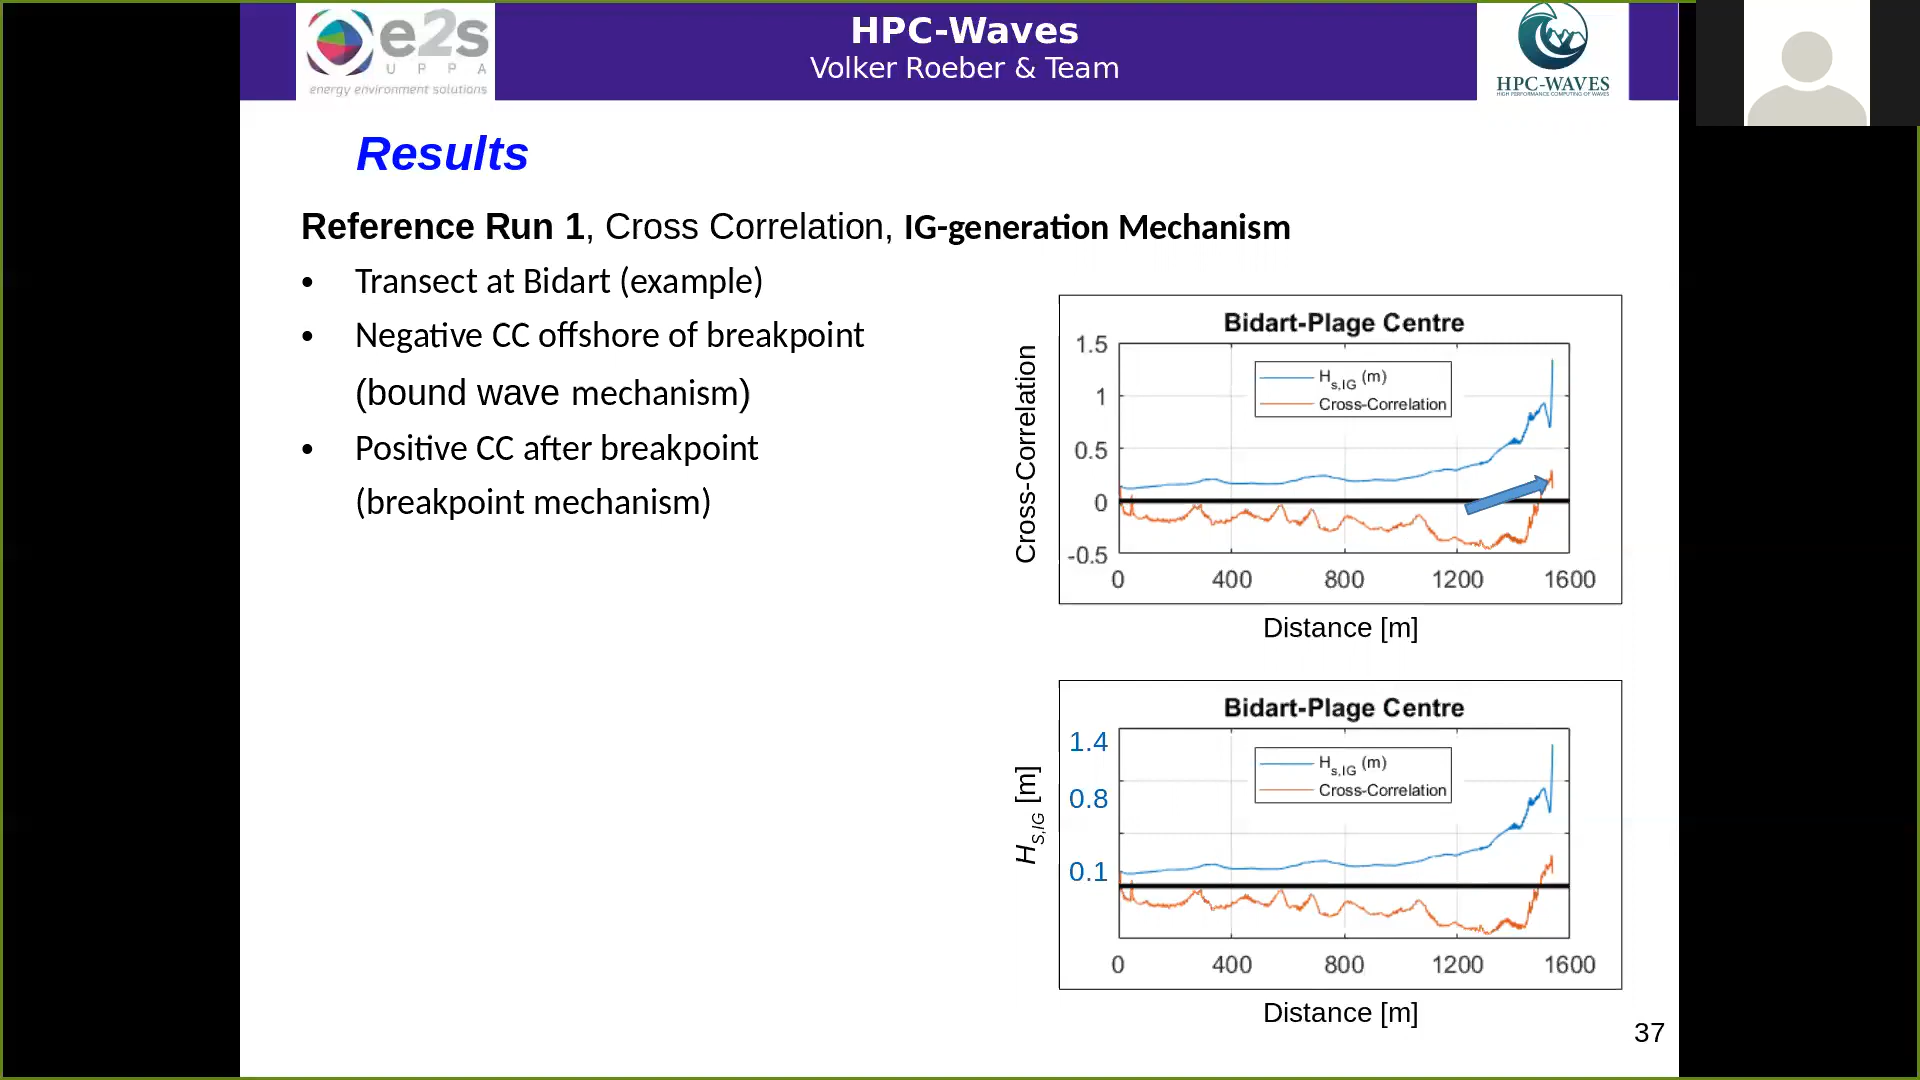 e2s
UPPA
energy environment solutions
HPC-Waves
Volker Roeber & Team
HPC-WAVES
HIGH PERFORMANCE COMPUTING OF WAVES
Results
Reference Run 1, Cross Correlation, IG-generation Mechanism
• Transect at Bidart (example)
• Negative CC offshore of breakpoint
(bound wave mechanism)
• Positive CC after breakpoint
(breakpoint mechanism)
Bidart-Plage Centre
Cross-Correlation
1.5
1
0.5
0
-0.5
Hs,IG (m)
Cross-Correlation
0 400 800 1200 1600
Distance [m]
Bidart-Plage Centre
HS,IG [m]
1.4
0.8
0.1
Hs,IG (m)
Cross-Correlation
0 400 800 1200 1600
Distance [m]
37